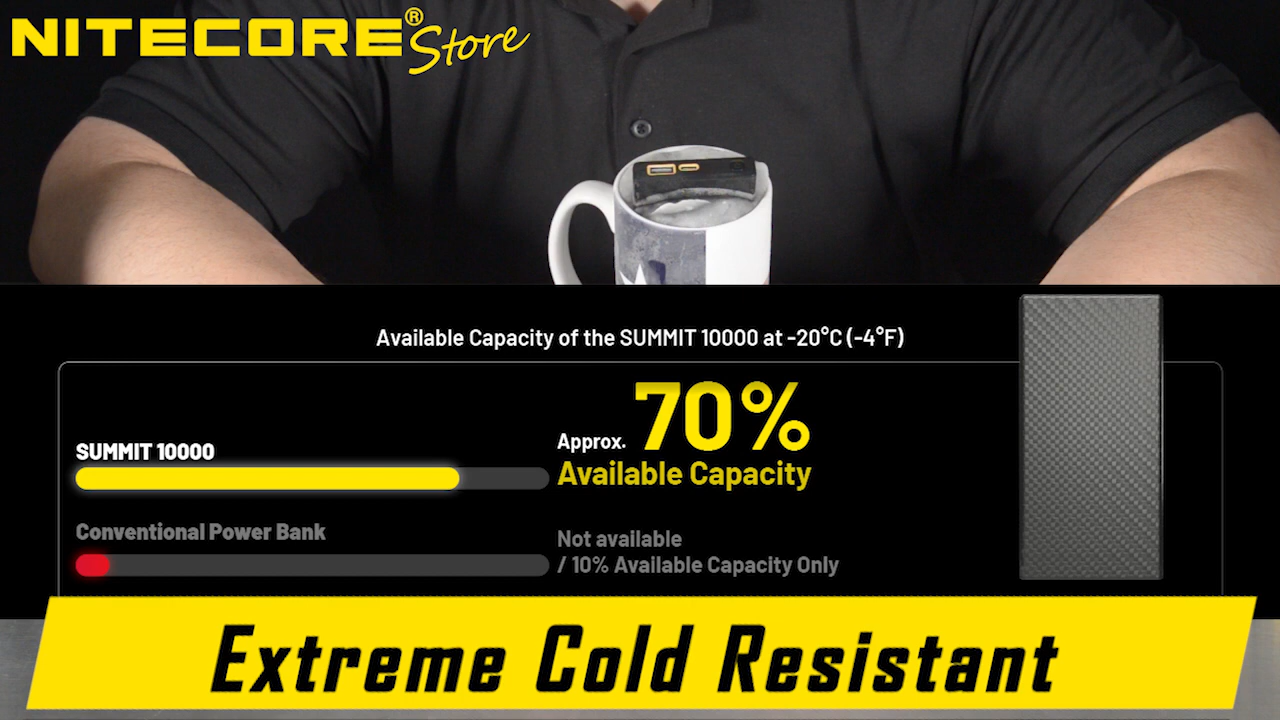 NITECORE® Store
Available Capacity of the SUMMIT 10000 at -20°C (-4°F)
SUMMIT 10000
Approx. 70%
Available Capacity
Conventional Power Bank
Not available
/ 10% Available Capacity Only
Extreme Cold Resistant